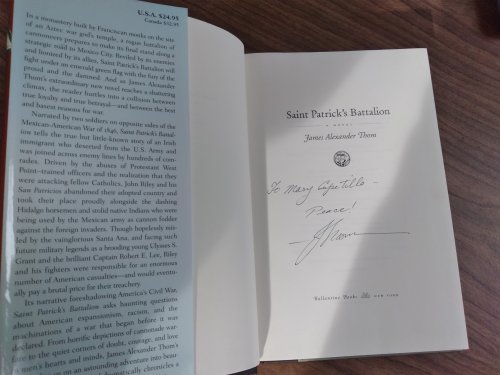 U.S.A. $24.95
Canada $32.95
In a monastery built by Franciscan monks on the site
of an Aztec war god's temple, a rogue battalion of
cannoneers prepares to make its final stand along a
strategic road to Mexico City. Reviled by its enemies
and lionized by its allies, Saint Patrick's Battalion will
fight under an emerald green flag with the fury of the
proud and the damned. And as James Alexander
Thom's extraordinary new novel reaches a shattering
climax, the reader hurtles into a collision between
true loyalty and true betrayal—and between the best
and basest reasons for war.
Narrated by two soldiers on opposite sides of the
Mexican-American War of 1846, Saint Patrick's Battal-
ion tells the true but little-known story of an Irish
immigrant who deserted from the U.S. Army and
was joined across enemy lines by hundreds of com-
rades. Driven by the abuses of Protestant West
Point–trained officers and the realization that they
were attacking fellow Catholics, John Riley and his
San Patricios abandoned their adopted country and
took their place proudly alongside the dashing
Hidalgo horsemen and stolid native Indians who were
being used by the Mexican army as cannon fodder
against the foreign invaders. Though hopelessly mis-
led by the vainglorious Santa Ana, and facing such
future military legends as a brooding young Ulysses S.
Grant and the brilliant Captain Robert E. Lee, Riley
and his fighters were responsible for an enormous
number of American casualties—and would eventu-
ally pay a brutal price for their treachery.
Its narrative foreshadowing America's Civil War,
Saint Patrick's Battalion asks haunting questions
about American expansionism, racism, and the
machinations of a war that began before it was
declared. From horrific depictions of cannonade war-
fare to the quiet corners of doubt, courage, and love
in men's hearts and minds, James Alexander Thom's
an astounding adventure into beau-
dramatically chronicles a
Saint Patrick's Battalion
A NOVEL
James Alexander Thom
To Mary Capetillo –
Peace!
Ballantine Books NEW YORK